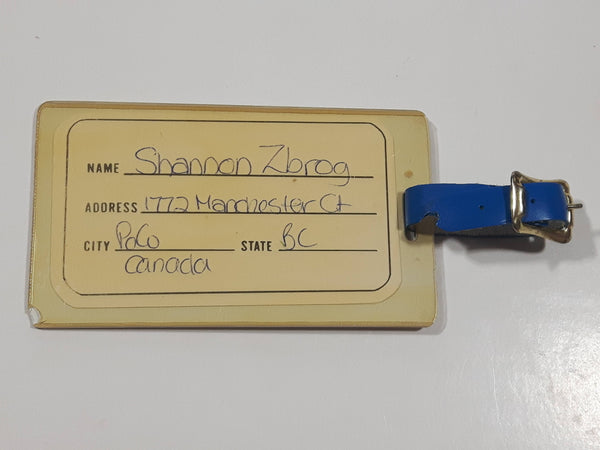 NAME Shannon Zbrog
ADDRESS 1772 Manchester Ct
CITY PoCo STATE BC
Canada